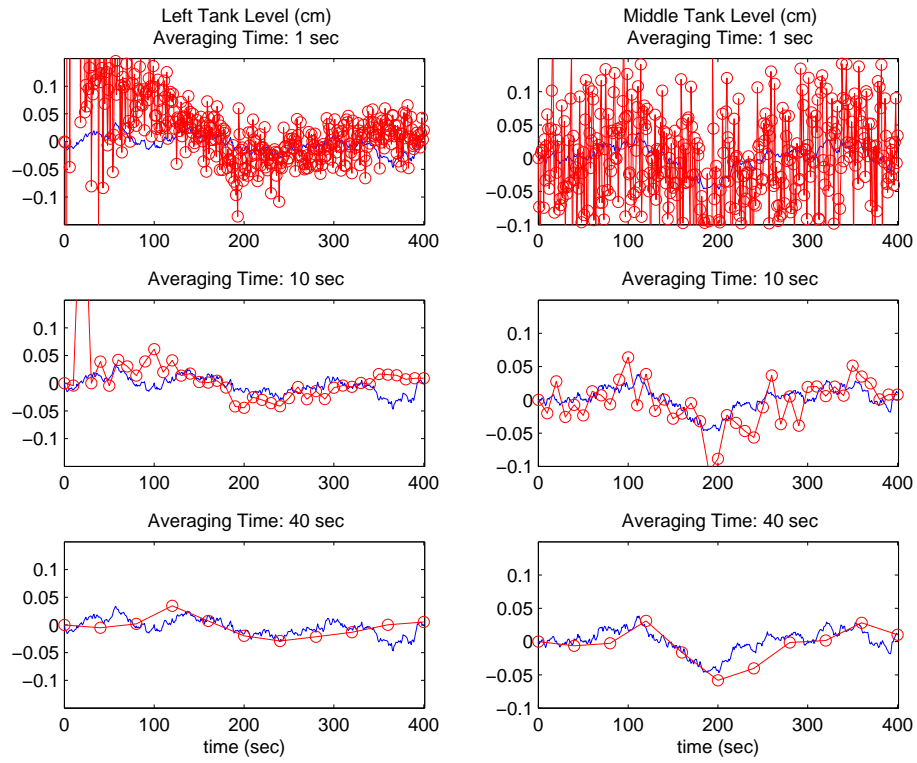 Left Tank Level (cm)
Averaging Time: 1 sec
0.1
0.05
0
−0.05
−0.1
0 100 200 300 400
Middle Tank Level (cm)
Averaging Time: 1 sec
0.1
0.05
0
−0.05
−0.1
0 100 200 300 400
Averaging Time: 10 sec
0.1
0.05
0
−0.05
−0.1
0 100 200 300 400
Averaging Time: 10 sec
0.1
0.05
0
−0.05
−0.1
0 100 200 300 400
Averaging Time: 40 sec
0.1
0.05
0
−0.05
−0.1
0 100 200 300 400
time (sec)
Averaging Time: 40 sec
0.1
0.05
0
−0.05
−0.1
0 100 200 300 400
time (sec)